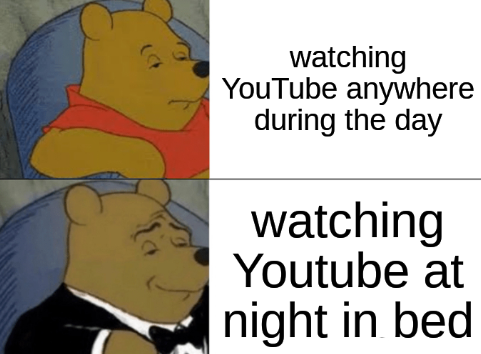 watching
YouTube anywhere
during the day
watching
Youtube at
night in bed